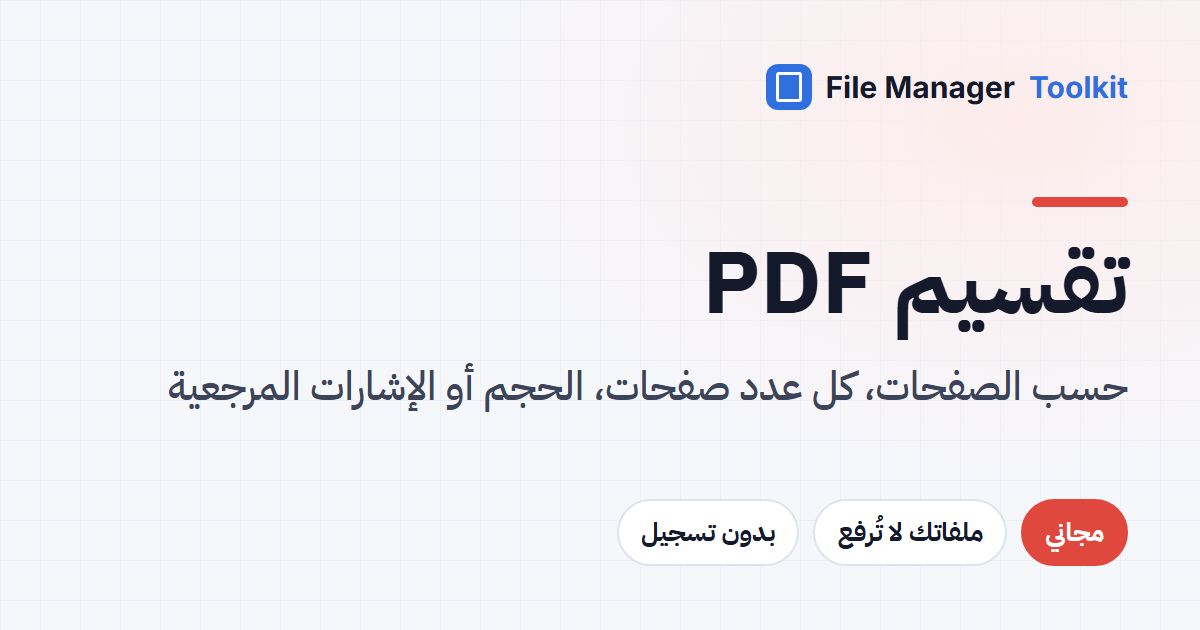 File Manager Toolkit
تقسيم PDF
حسب الصفحات، كل عدد صفحات، الحجم أو الإشارات المرجعية
مجاني
ملفاتك لا تُرفع
بدون تسجيل